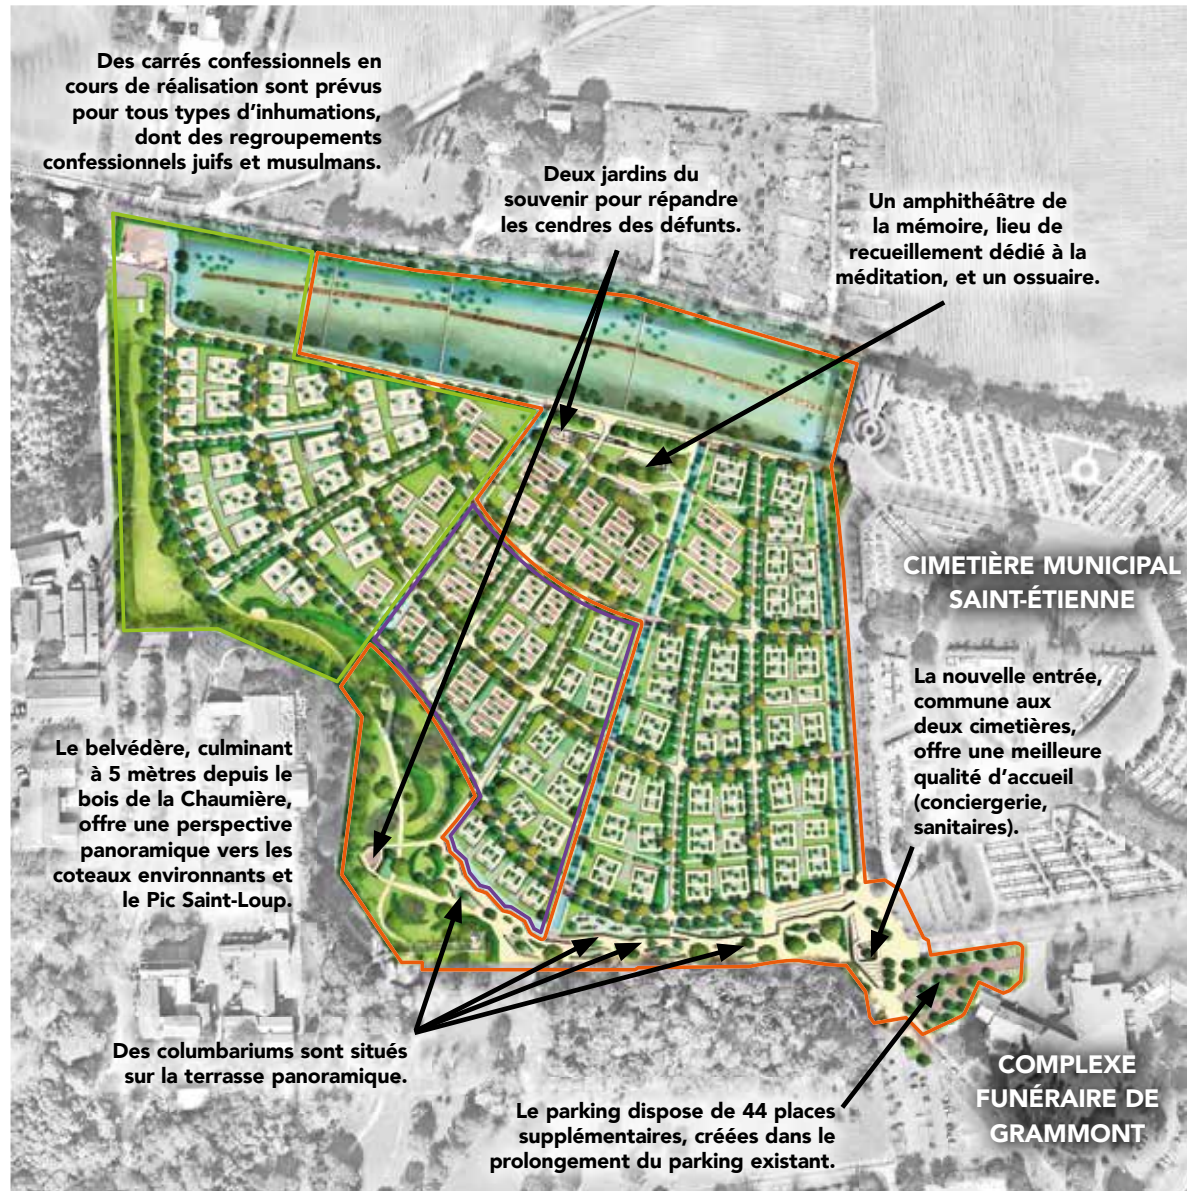 Des carrés confessionnels en
cours de réalisation sont prévus
pour tous types d’inhumations,
dont des regroupements
confessionnels juifs et musulmans.
Deux jardins du
souvenir pour répandre
les cendres des défunts.
Un amphithéâtre de
la mémoire, lieu de
recueillement dédié à la
méditation, et un ossuaire.
CIMETIÈRE MUNICIPAL
SAINT-ÉTIENNE
La nouvelle entrée,
commune aux
deux cimetières,
offre une meilleure
qualité d’accueil
(conciergerie,
sanitaires).
Le belvédère, culminant
à 5 mètres depuis le
bois de la Chaumière,
offre une perspective
panoramique vers les
coteaux environnants et
le Pic Saint-Loup.
Des columbariums sont situés
sur la terrasse panoramique.
COMPLEXE
FUNÉRAIRE DE
GRAMMONT
Le parking dispose de 44 places
supplémentaires, créées dans le
prolongement du parking existant.